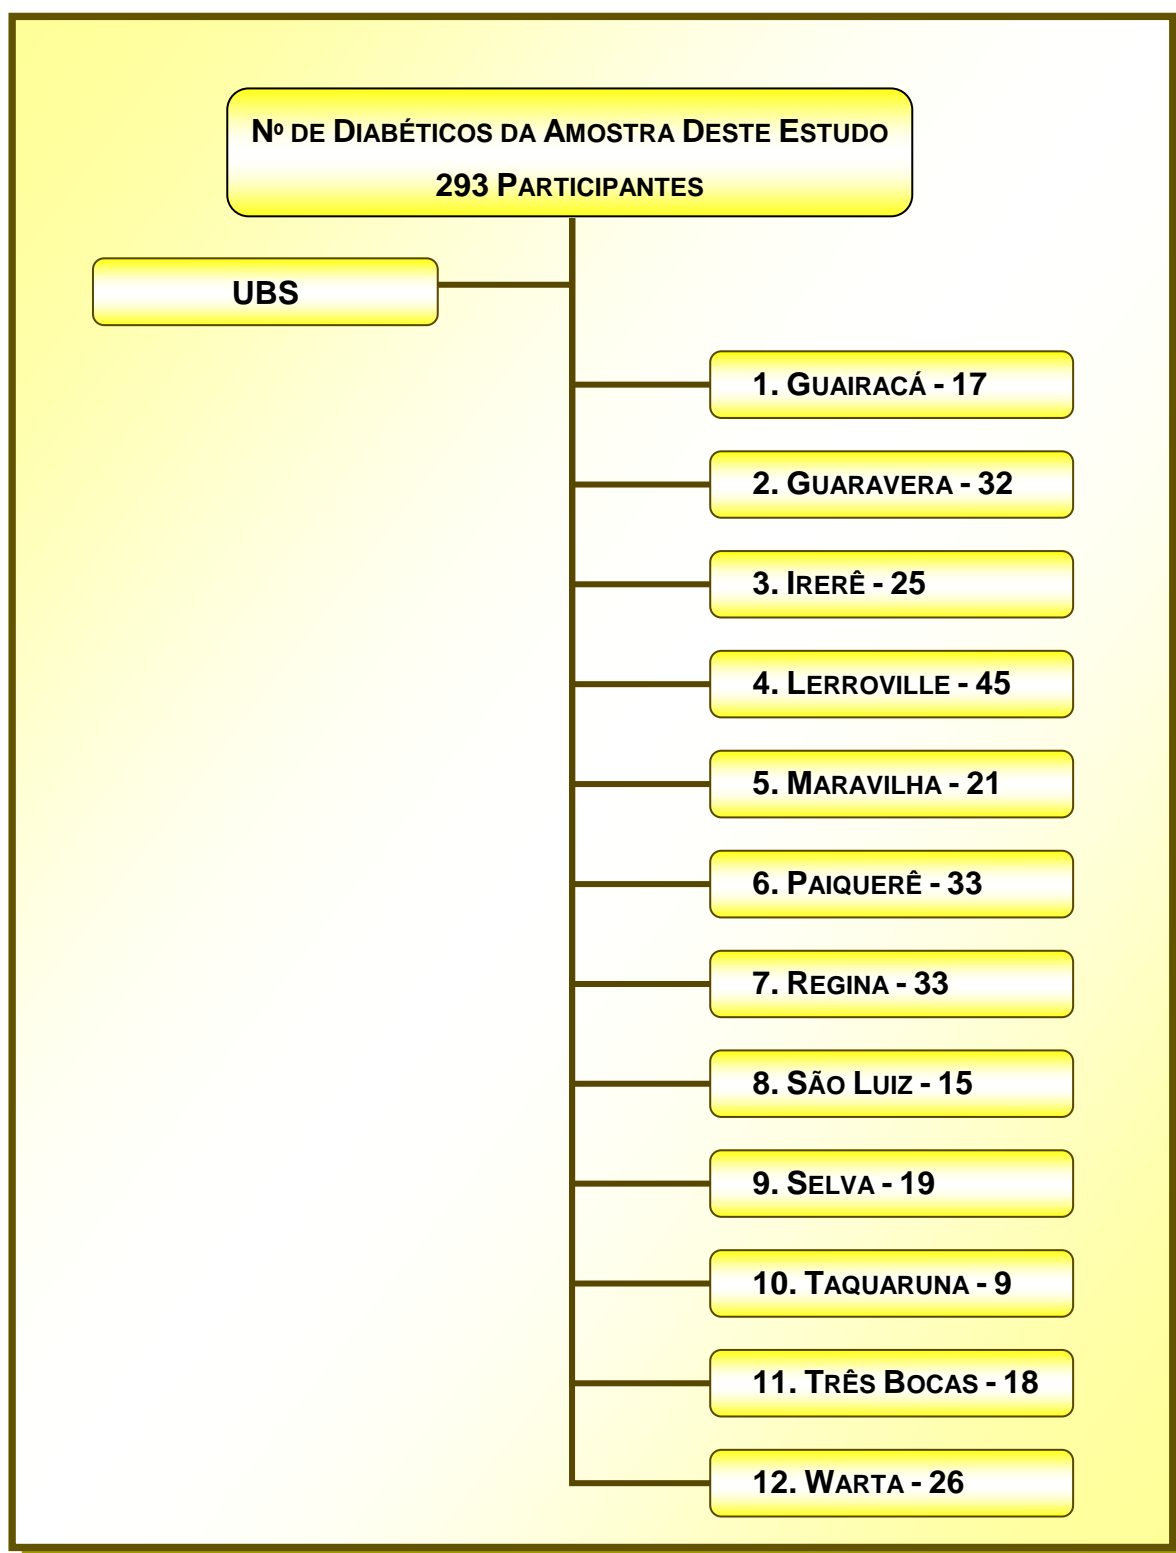 Nº DE DIABÉTICOS DA AMOSTRA DESTE ESTUDO
293 PARTICIPANTES
UBS
1. GUAIRACÁ - 17
2. GUARAVERA - 32
3. IRERÊ - 25
4. LERROVILLE - 45
5. MARAVILHA - 21
6. PAIQUERÊ - 33
7. REGINA - 33
8. SÃO LUIZ - 15
9. SELVA - 19
10. TAQUARUNA - 9
11. TRÊS BOCAS - 18
12. WARTA - 26